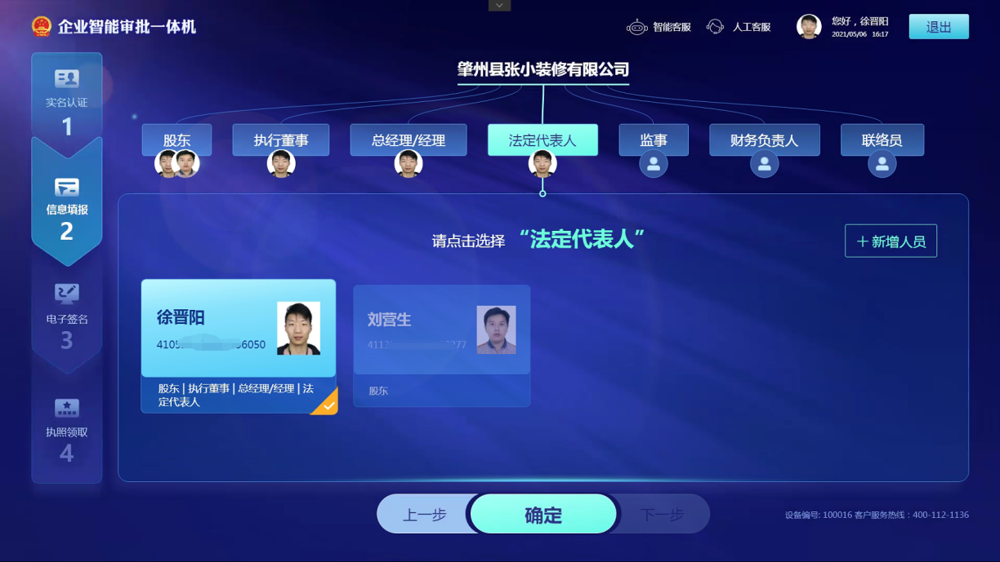 企业智能审批一体机
智能客服
人工客服
您好，徐晋阳
2021/05/06 16:17
退出
实名认证
1
信息填报
2
电子签名
3
执照领取
4
肇州县张小装修有限公司
股东
执行董事
总经理/经理
法定代表人
监事
财务负责人
联络员
请点击选择 “法定代表人”
＋新增人员
徐晋阳
6050
股东 | 执行董事 | 总经理/经理 | 法
定代表人
刘营生
股东
上一步
确定
下一步
设备编号: 100016 客户服务热线：400-112-1136